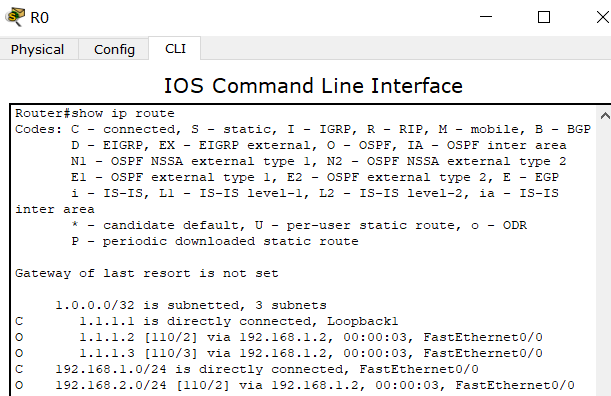 R0
Physical Config CLI
IOS Command Line Interface
Router#show ip route
Codes: C - connected, S - static, I - IGRP, R - RIP, M - mobile, B - BGP
       D - EIGRP, EX - EIGRP external, O - OSPF, IA - OSPF inter area
       N1 - OSPF NSSA external type 1, N2 - OSPF NSSA external type 2
       E1 - OSPF external type 1, E2 - OSPF external type 2, E - EGP
       i - IS-IS, L1 - IS-IS level-1, L2 - IS-IS level-2, ia - IS-IS
inter area
       * - candidate default, U - per-user static route, o - ODR
       P - periodic downloaded static route
Gateway of last resort is not set
     1.0.0.0/32 is subnetted, 3 subnets
C       1.1.1.1 is directly connected, Loopback1
O       1.1.1.2 [110/2] via 192.168.1.2, 00:00:03, FastEthernet0/0
O       1.1.1.3 [110/3] via 192.168.1.2, 00:00:03, FastEthernet0/0
C    192.168.1.0/24 is directly connected, FastEthernet0/0
O    192.168.2.0/24 [110/2] via 192.168.1.2, 00:00:03, FastEthernet0/0